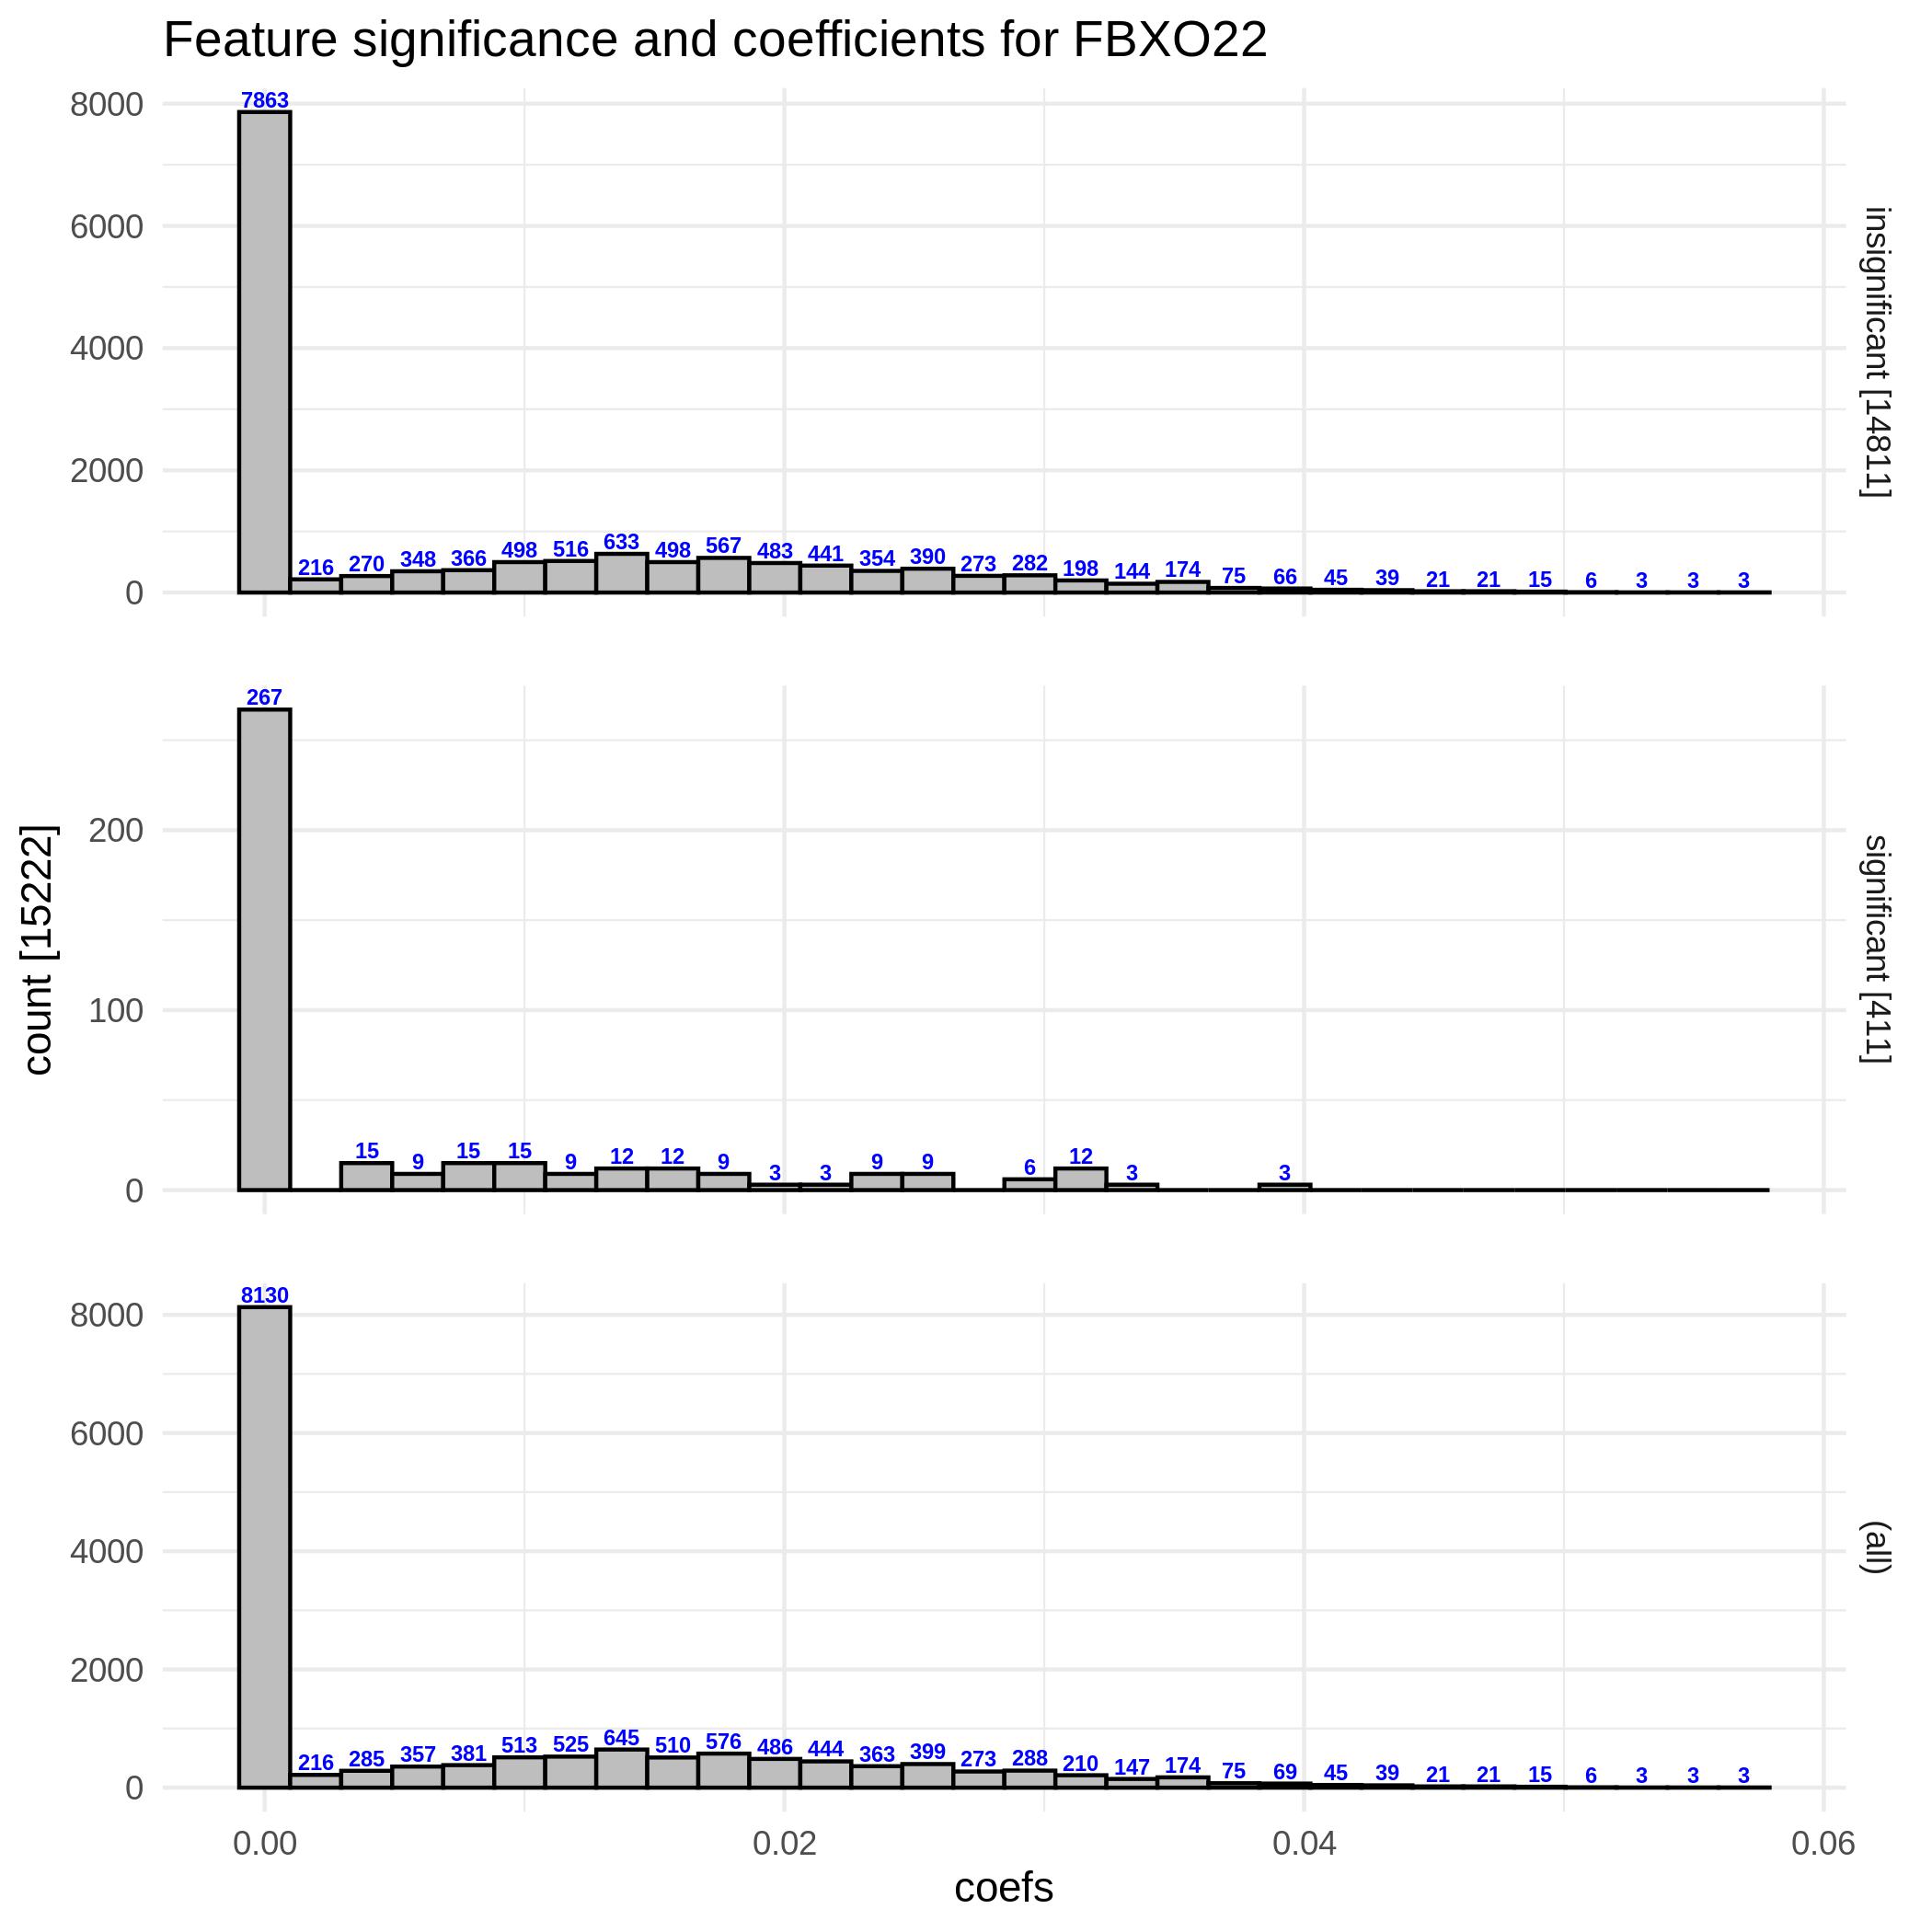 Feature significance and coefficients for FBXO22
8000
6000
4000
2000
0
7863
216 270 348 366 498 516 633 498 567 483 441 354 390 273 282 198 144 174 75 66 45 39 21 21 15 6 3 3 3
insignificant [14811]
count [15222]
200
100
0
267
15 9 15 15 9 12 12 9 3 3 9 9 6 12 3 3
significant [411]
8000
6000
4000
2000
0
8130
216 285 357 381 513 525 645 510 576 486 444 363 399 273 288 210 147 174 75 69 45 39 21 21 15 6 3 3 3
(all)
0.00 0.02 0.04 0.06
coefs